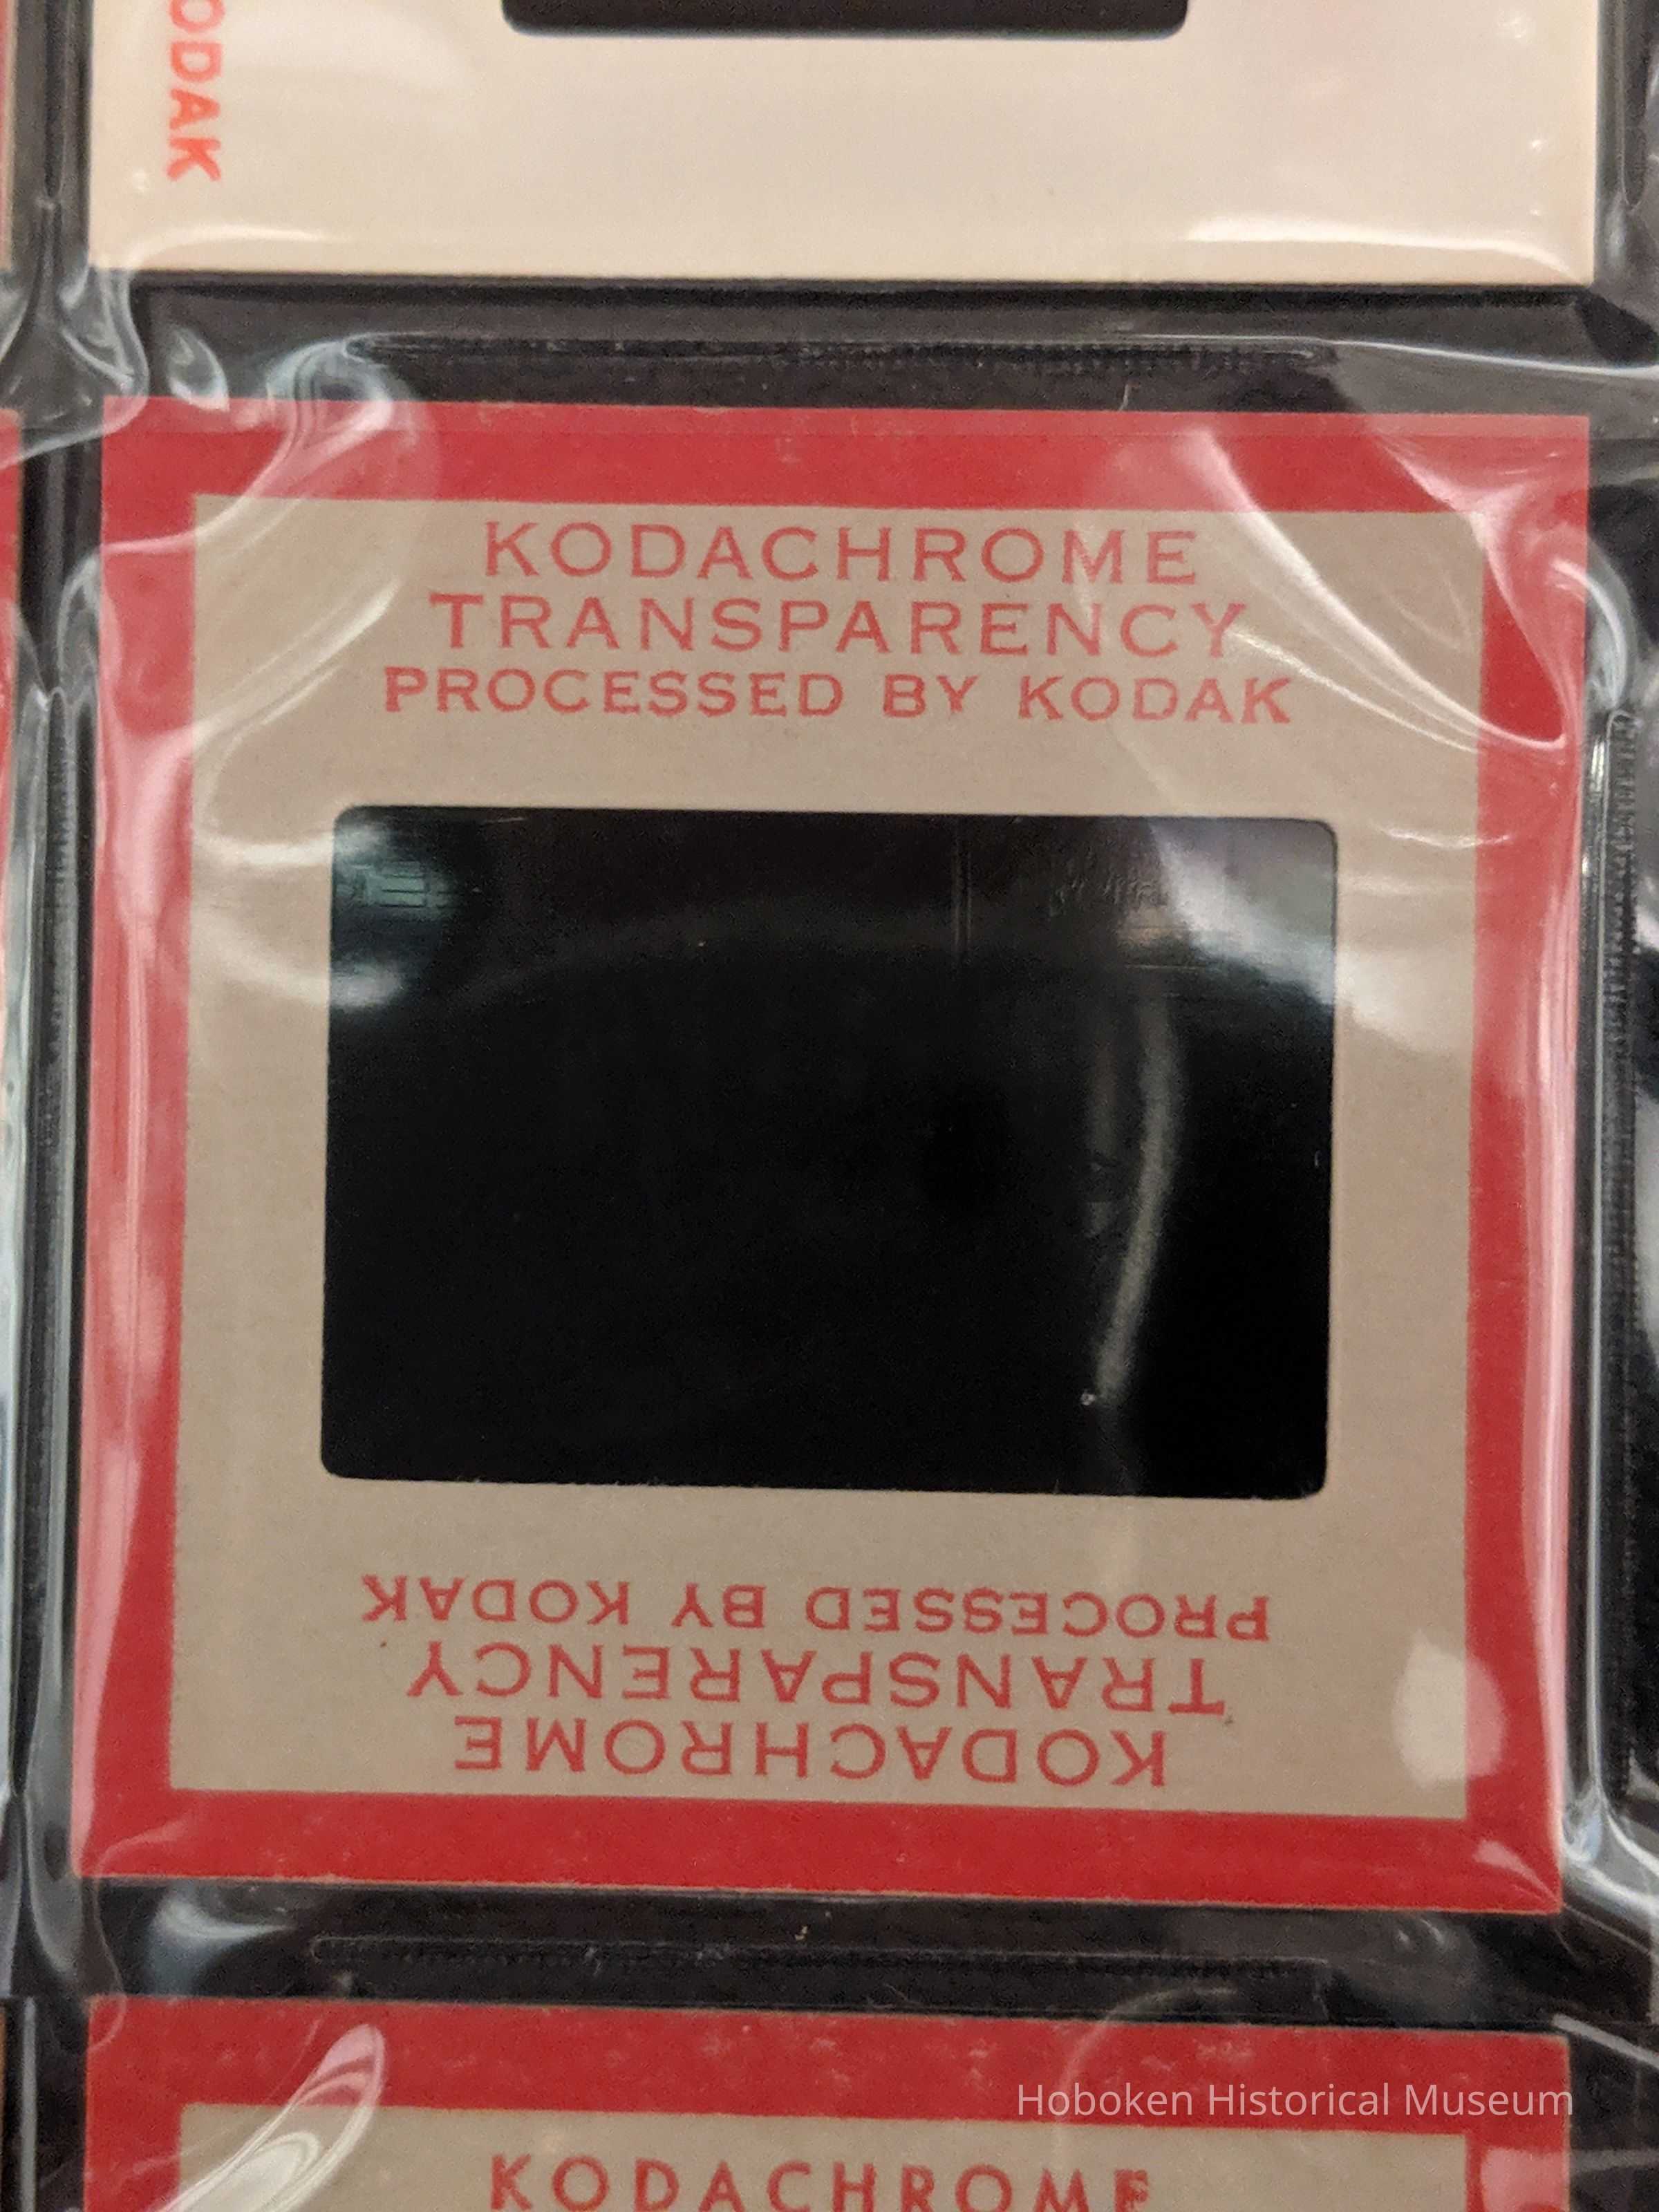 ODAK
KODACHROME
TRANSPARENCY
PROCESSED BY KODAK
PROCESSED BY KODAK
TRANSPARENCY
KODACHROME
Hoboken Historical Museum
KODACHROME